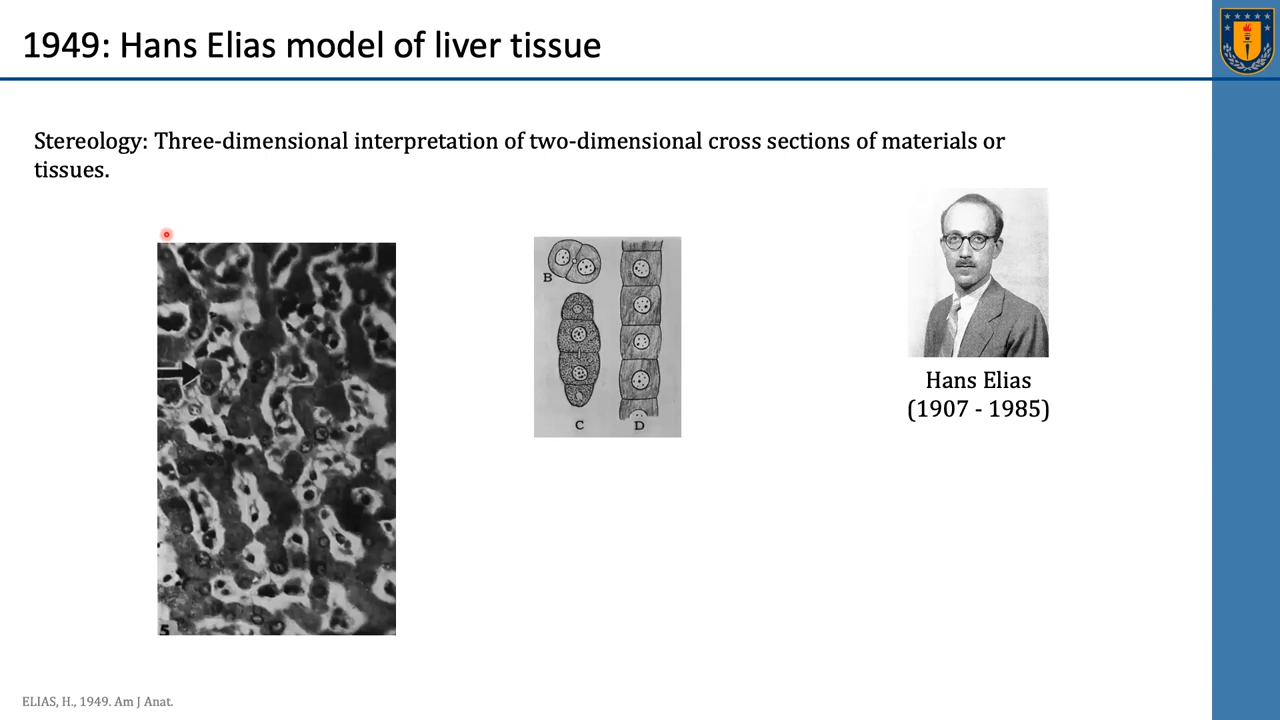 1949: Hans Elias model of liver tissue
Stereology: Three-dimensional interpretation of two-dimensional cross sections of materials or
tissues.
5
B
C
D
Hans Elias
(1907 - 1985)
ELIAS, H., 1949. Am J Anat.